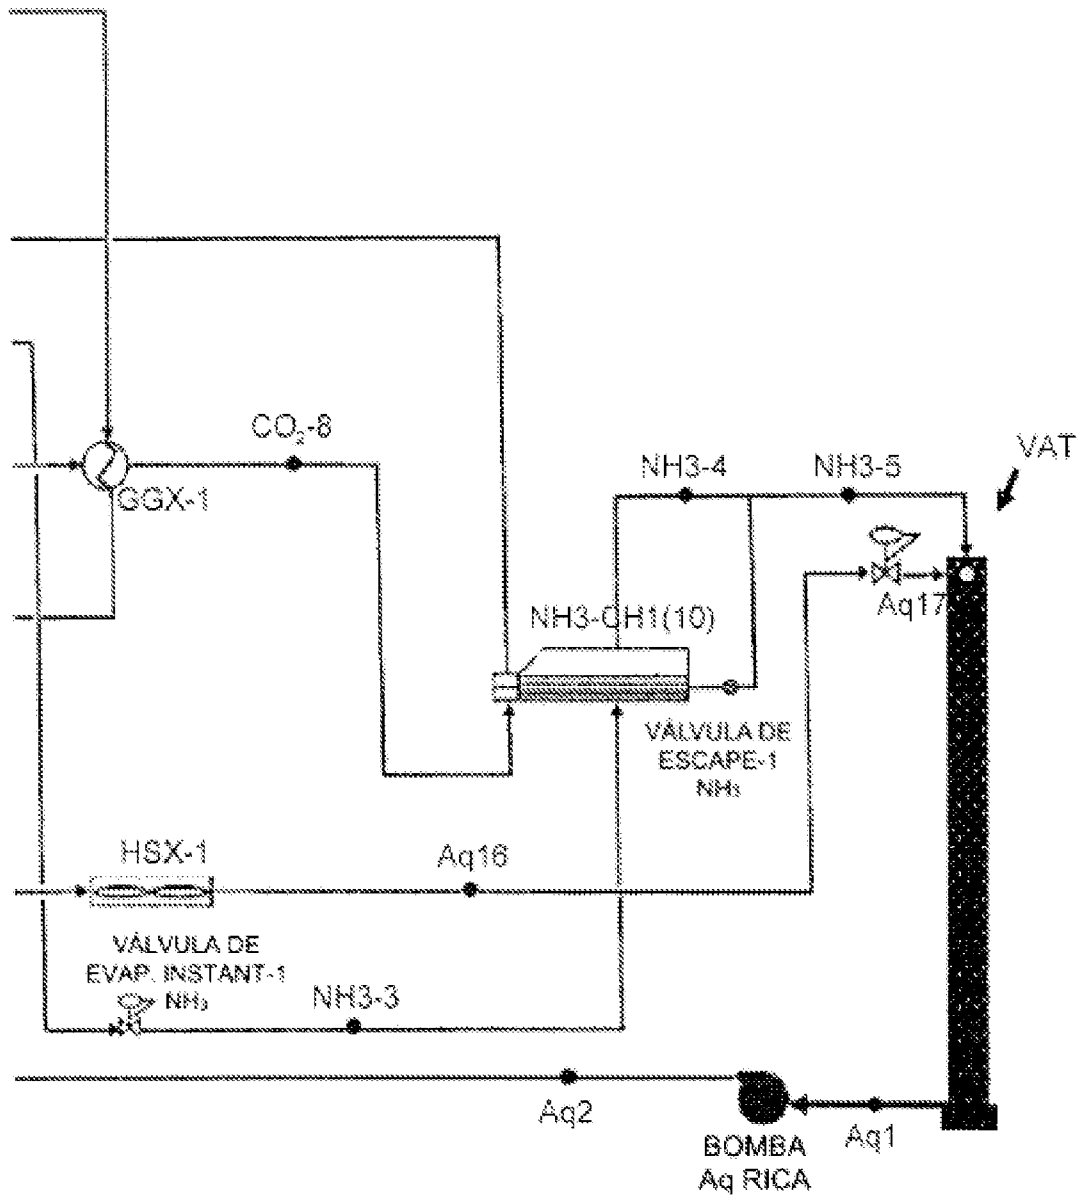 CO₂-8
VAT
NH3-4
NH3-5
GGX-1
Aq17
NH3-CH1(10)
VÁLVULA DE
ESCAPE-1
NH₃
HSX-1
Aq16
VÁLVULA DE
EVAP. INSTANT-1
NH₃
NH3-3
Aq2
Aq1
BOMBA
Aq RICA